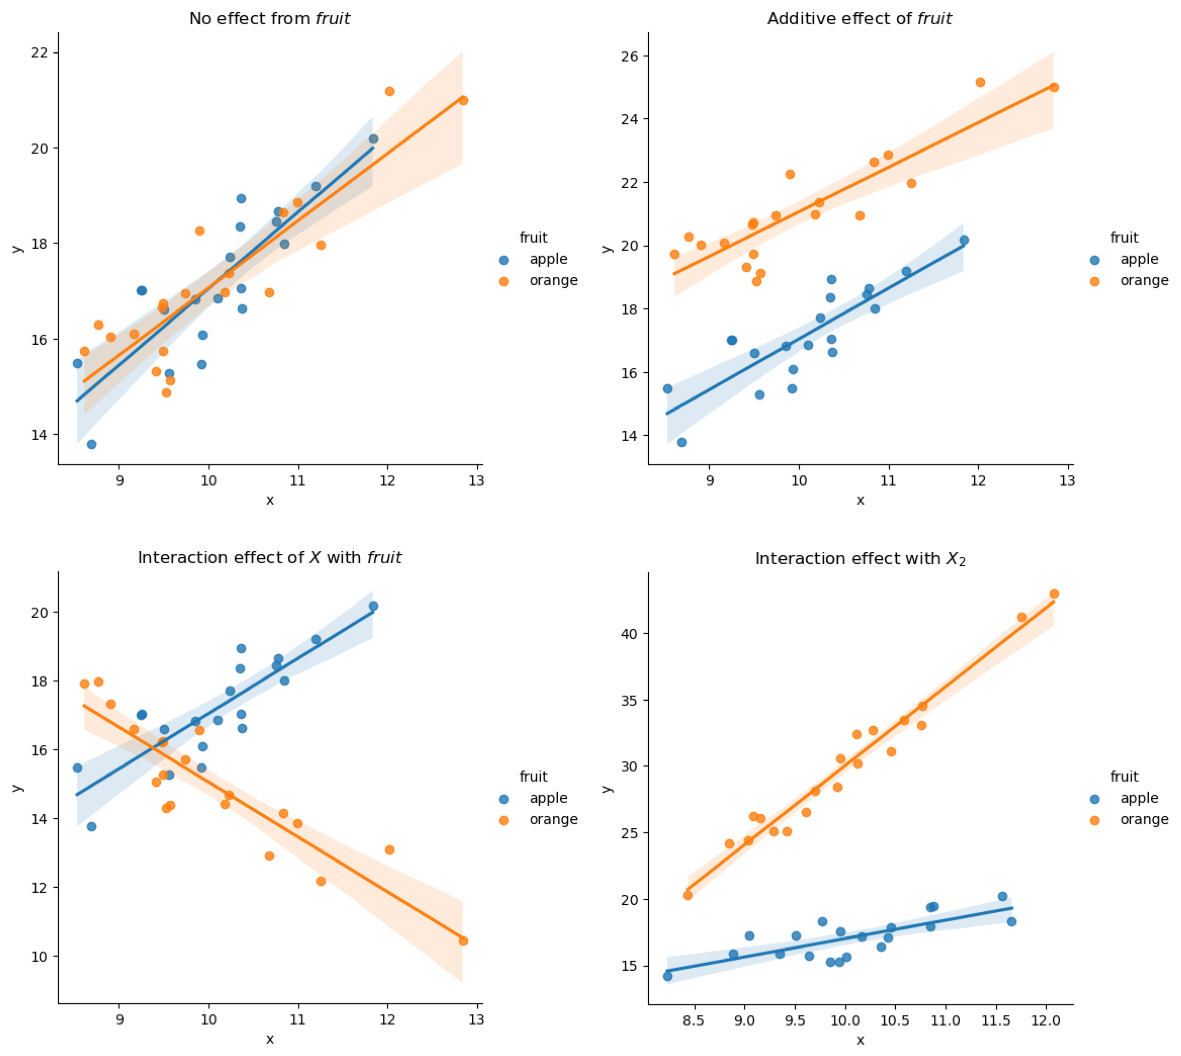 No effect from fruit
22
20
18
16
14
y
9
10
11
12
13
x
fruit
apple
orange
Additive effect of fruit
26
24
22
20
18
16
14
y
9
10
11
12
13
x
fruit
apple
orange
Interaction effect of X with fruit
20
18
16
14
12
10
y
9
10
11
12
13
x
fruit
apple
orange
Interaction effect with X₂
40
35
30
25
20
15
y
8.5
9.0
9.5
10.0
10.5
11.0
11.5
12.0
x
fruit
apple
orange